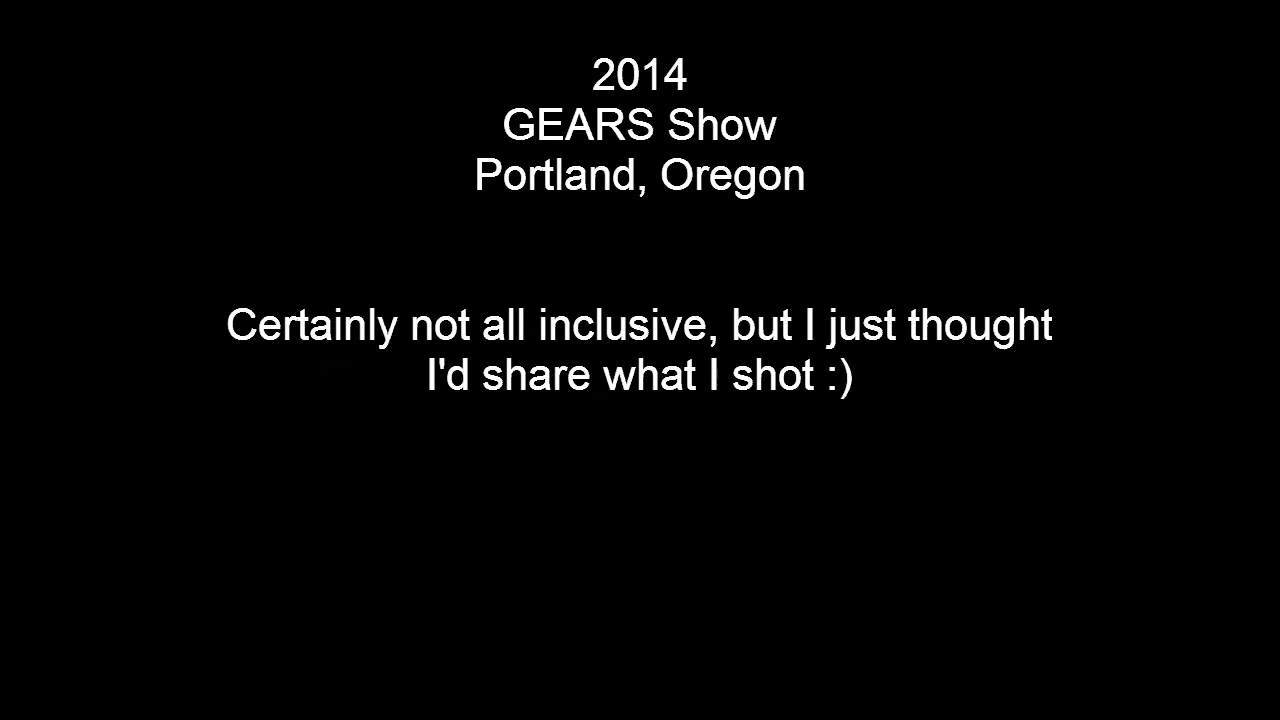 2014
GEARS Show
Portland, Oregon
Certainly not all inclusive, but I just thought
I'd share what I shot :)